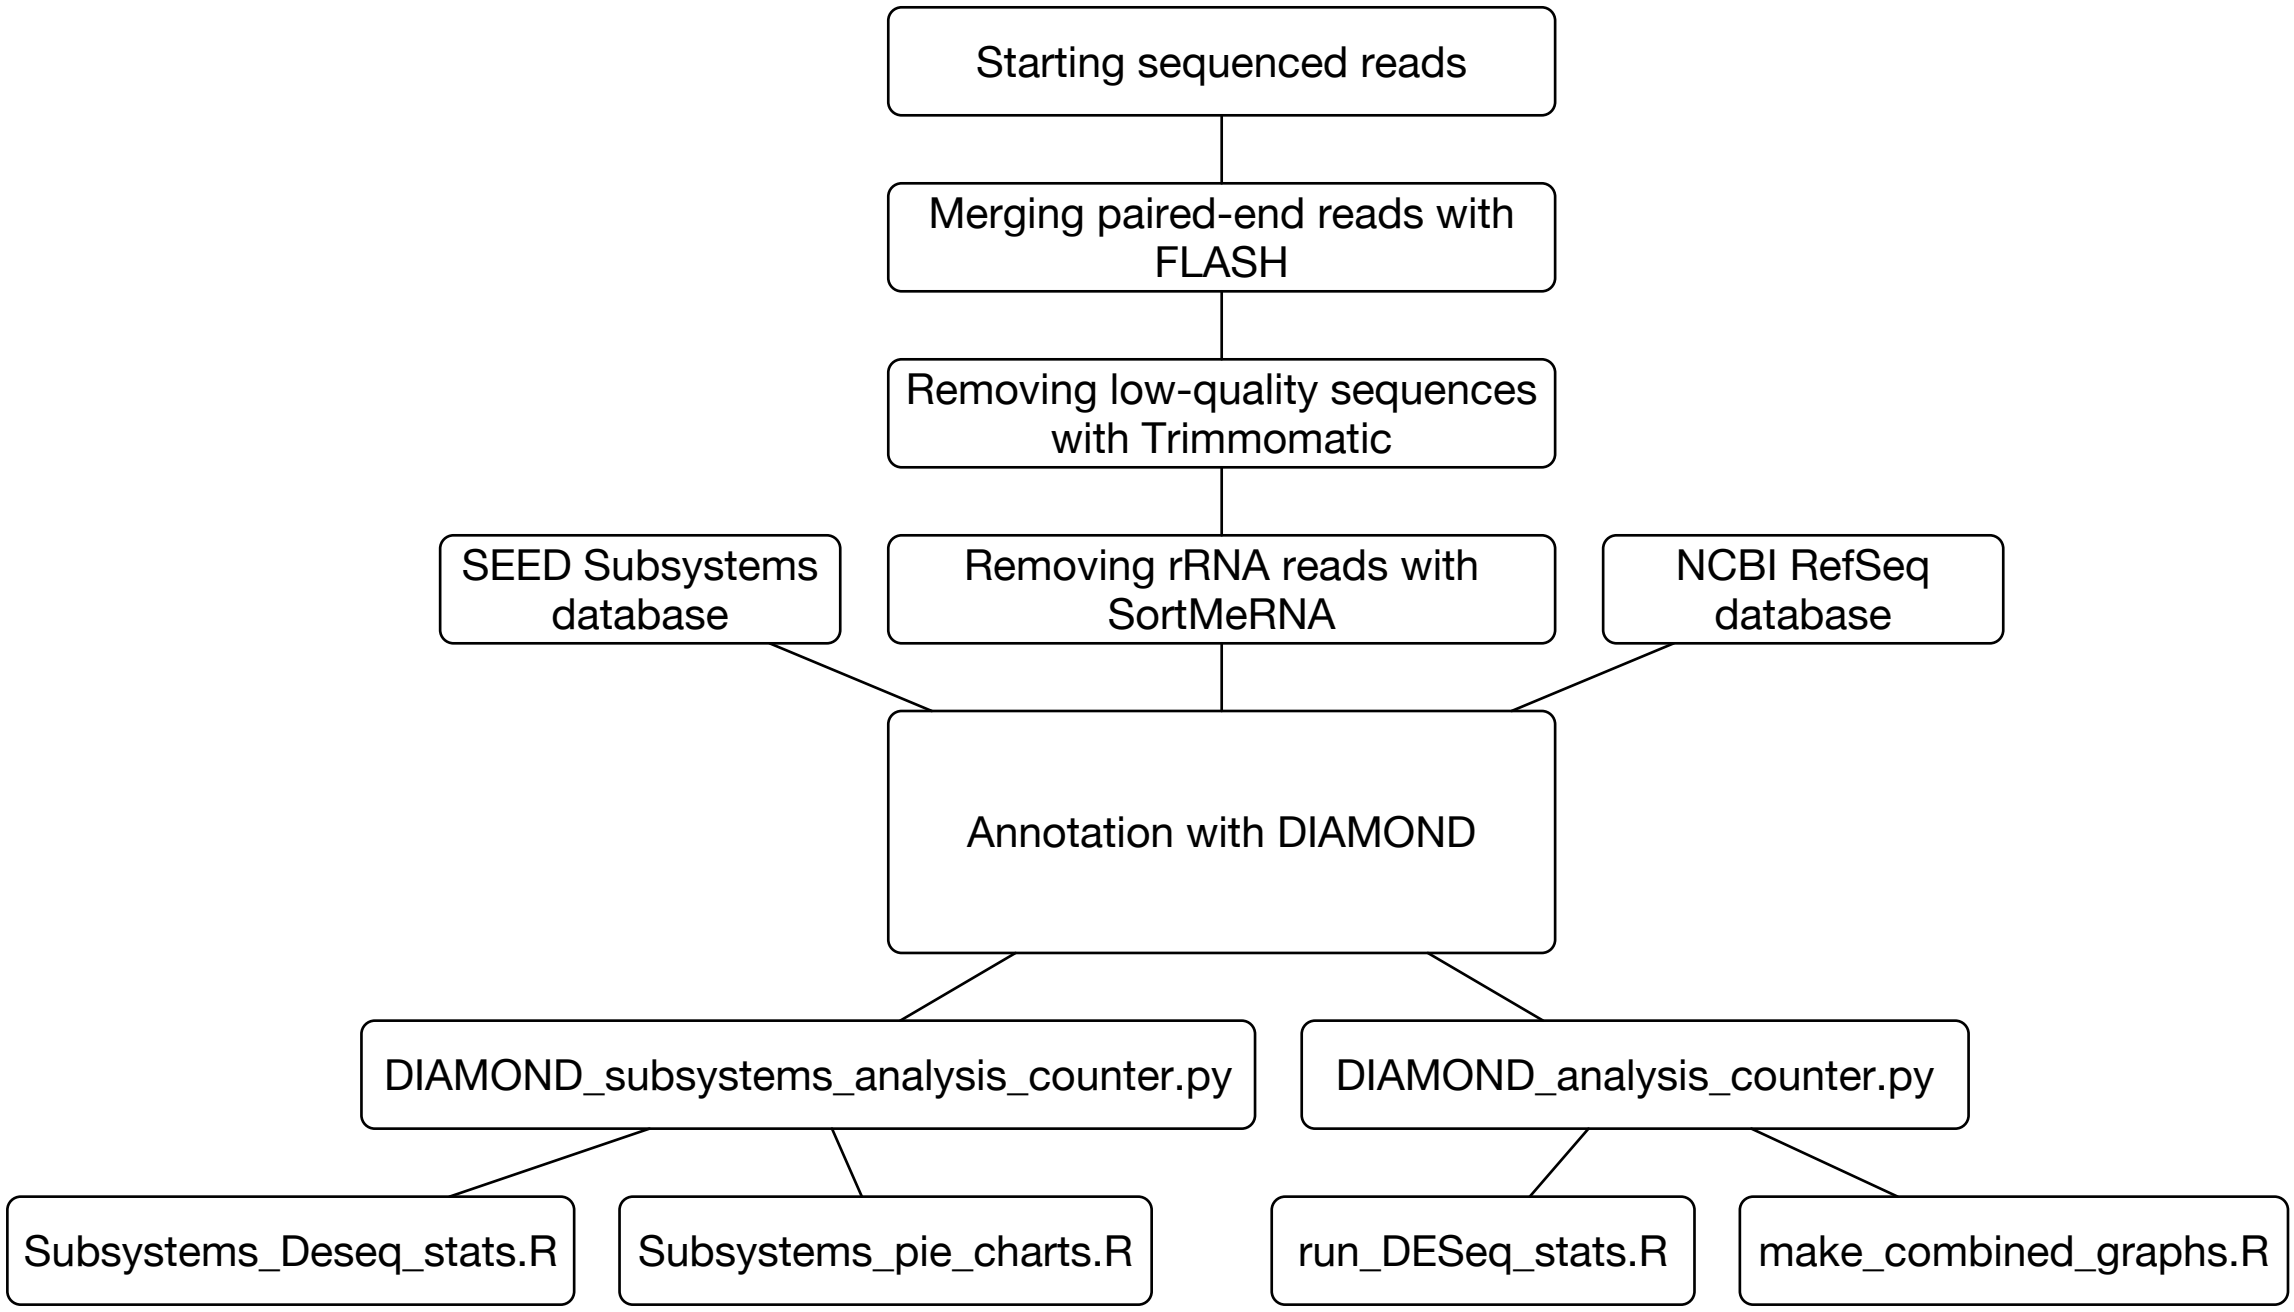 Starting sequenced reads
Merging paired-end reads with
FLASH
Removing low-quality sequences
with Trimmomatic
SEED Subsystems
database
Removing rRNA reads with
SortMeRNA
NCBI RefSeq
database
Annotation with DIAMOND
DIAMOND_subsystems_analysis_counter.py
DIAMOND_analysis_counter.py
Subsystems_Deseq_stats.R
Subsystems_pie_charts.R
run_DESeq_stats.R
make_combined_graphs.R